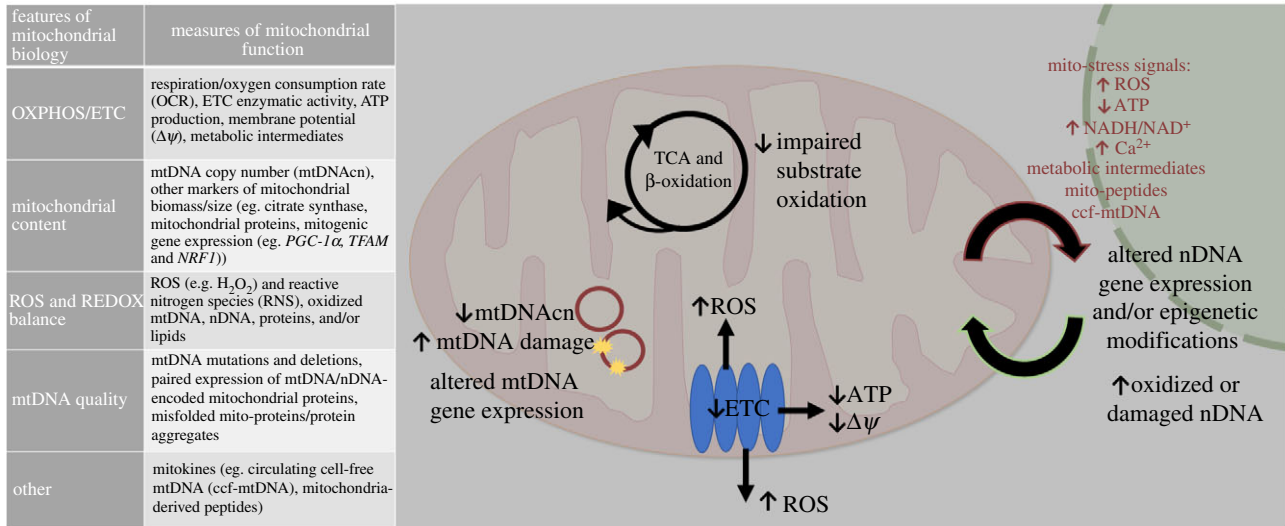 features of
mitochondrial
biology
measures of mitochondrial
function
OXPHOS/ETC
respiration/oxygen consumption rate
(OCR), ETC enzymatic activity, ATP
production, membrane potential
(Δψ), metabolic intermediates
mitochondrial
content
mtDNA copy number (mtDNAcn),
other markers of mitochondrial
biomass/size (eg. citrate synthase,
mitochondrial proteins, mitogenic
gene expression (eg. PGC-1α, TFAM
and NRF1))
ROS and REDOX
balance
ROS (e.g. H₂O₂) and reactive
nitrogen species (RNS), oxidized
mtDNA, nDNA, proteins, and/or
lipids
mtDNA quality
mtDNA mutations and deletions,
paired expression of mtDNA/nDNA-
encoded mitochondrial proteins,
misfolded mito-proteins/protein
aggregates
other
mitokines (eg. circulating cell-free
mtDNA (ccf-mtDNA), mitochondria-
derived peptides)
TCA and
β-oxidation
↓ impaired
substrate
oxidation
↓mtDNAcn
↑ mtDNA damage
altered mtDNA
gene expression
↑ROS
↓ETC
↓ATP
↓Δψ
↑ ROS
mito-stress signals:
↑ ROS
↓ ATP
↑ NADH/NAD⁺
↑ Ca²⁺
metabolic intermediates
mito-peptides
ccf-mtDNA
altered nDNA
gene expression
and/or epigenetic
modifications
↑oxidized or
damaged nDNA